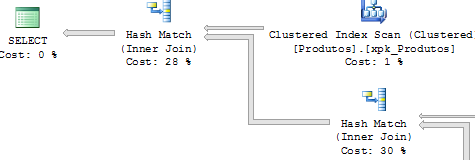 SELECT
Cost: 0 %
Hash Match
(Inner Join)
Cost: 28 %
Clustered Index Scan (Clustered
[Produtos].[xpk_Produtos]
Cost: 1 %
Hash Match
(Inner Join)
Cost: 30 %